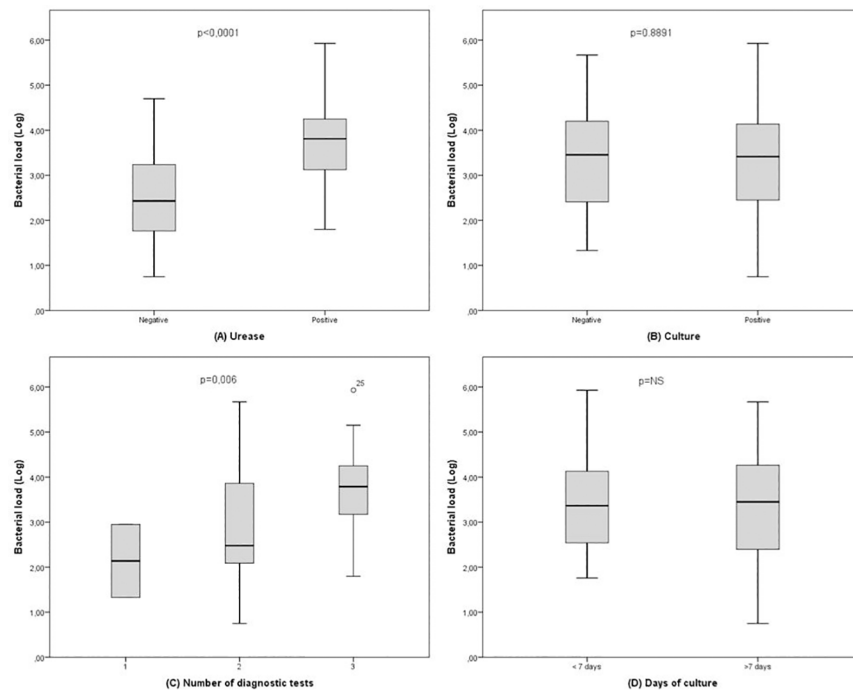 p<0,0001
6,00
5,00
4,00
3,00
2,00
1,00
,00
Bacterial load (Log)
Negative Positive
(A) Urease
p=0.8891
6,00
5,00
4,00
3,00
2,00
1,00
,00
Bacterial load (Log)
Negative Positive
(B) Culture
p=0,006
6,00
5,00
4,00
3,00
2,00
1,00
,00
Bacterial load (Log)
25
1 2 3
(C) Number of diagnostic tests
p=NS
6,00
5,00
4,00
3,00
2,00
1,00
,00
Bacterial load (Log)
< 7 days >7 days
(D) Days of culture